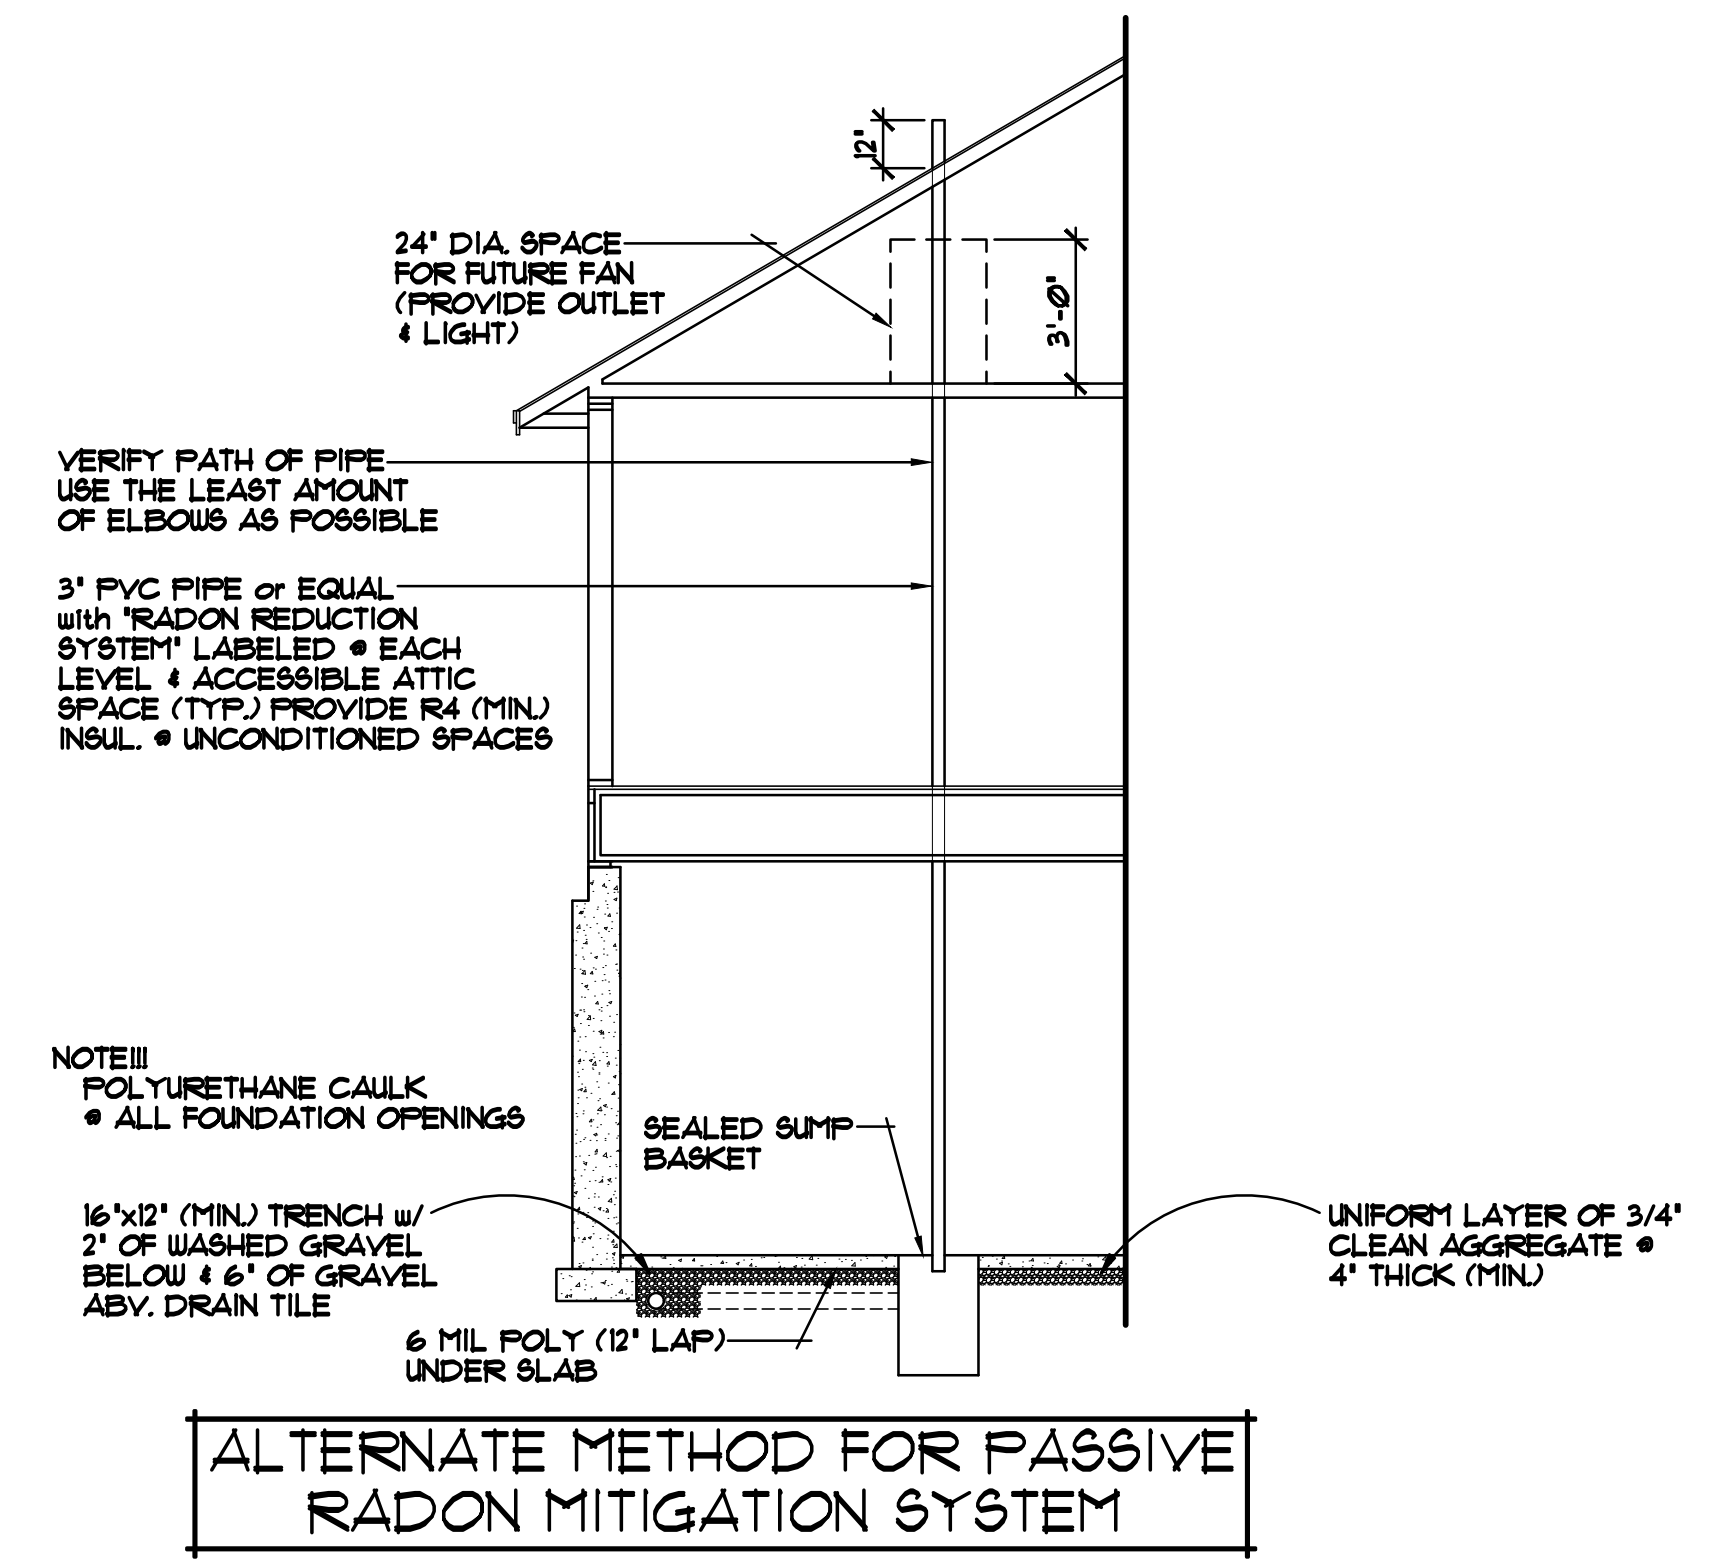 12"
24" DIA. SPACE
FOR FUTURE FAN
(PROVIDE OUTLET
& LIGHT)
3'-0"
VERIFY PATH OF PIPE
USE THE LEAST AMOUNT
OF ELBOWS AS POSSIBLE
3" PVC PIPE or EQUAL
with "RADON REDUCTION
SYSTEM" LABELED @ EACH
LEVEL & ACCESSIBLE ATTIC
SPACE (TYP.) PROVIDE R4 (MIN.)
INSUL. @ UNCONDITIONED SPACES
NOTE!!!
POLYURETHANE CAULK
@ ALL FOUNDATION OPENINGS
SEALED SUMP
BASKET
16"x12" (MIN.) TRENCH w/
2" OF WASHED GRAVEL
BELOW & 6" OF GRAVEL
ABV. DRAIN TILE
UNIFORM LAYER OF 3/4"
CLEAN AGGREGATE @
4" THICK (MIN.)
6 MIL POLY (12" LAP)
UNDER SLAB
ALTERNATE METHOD FOR PASSIVE
RADON MITIGATION SYSTEM